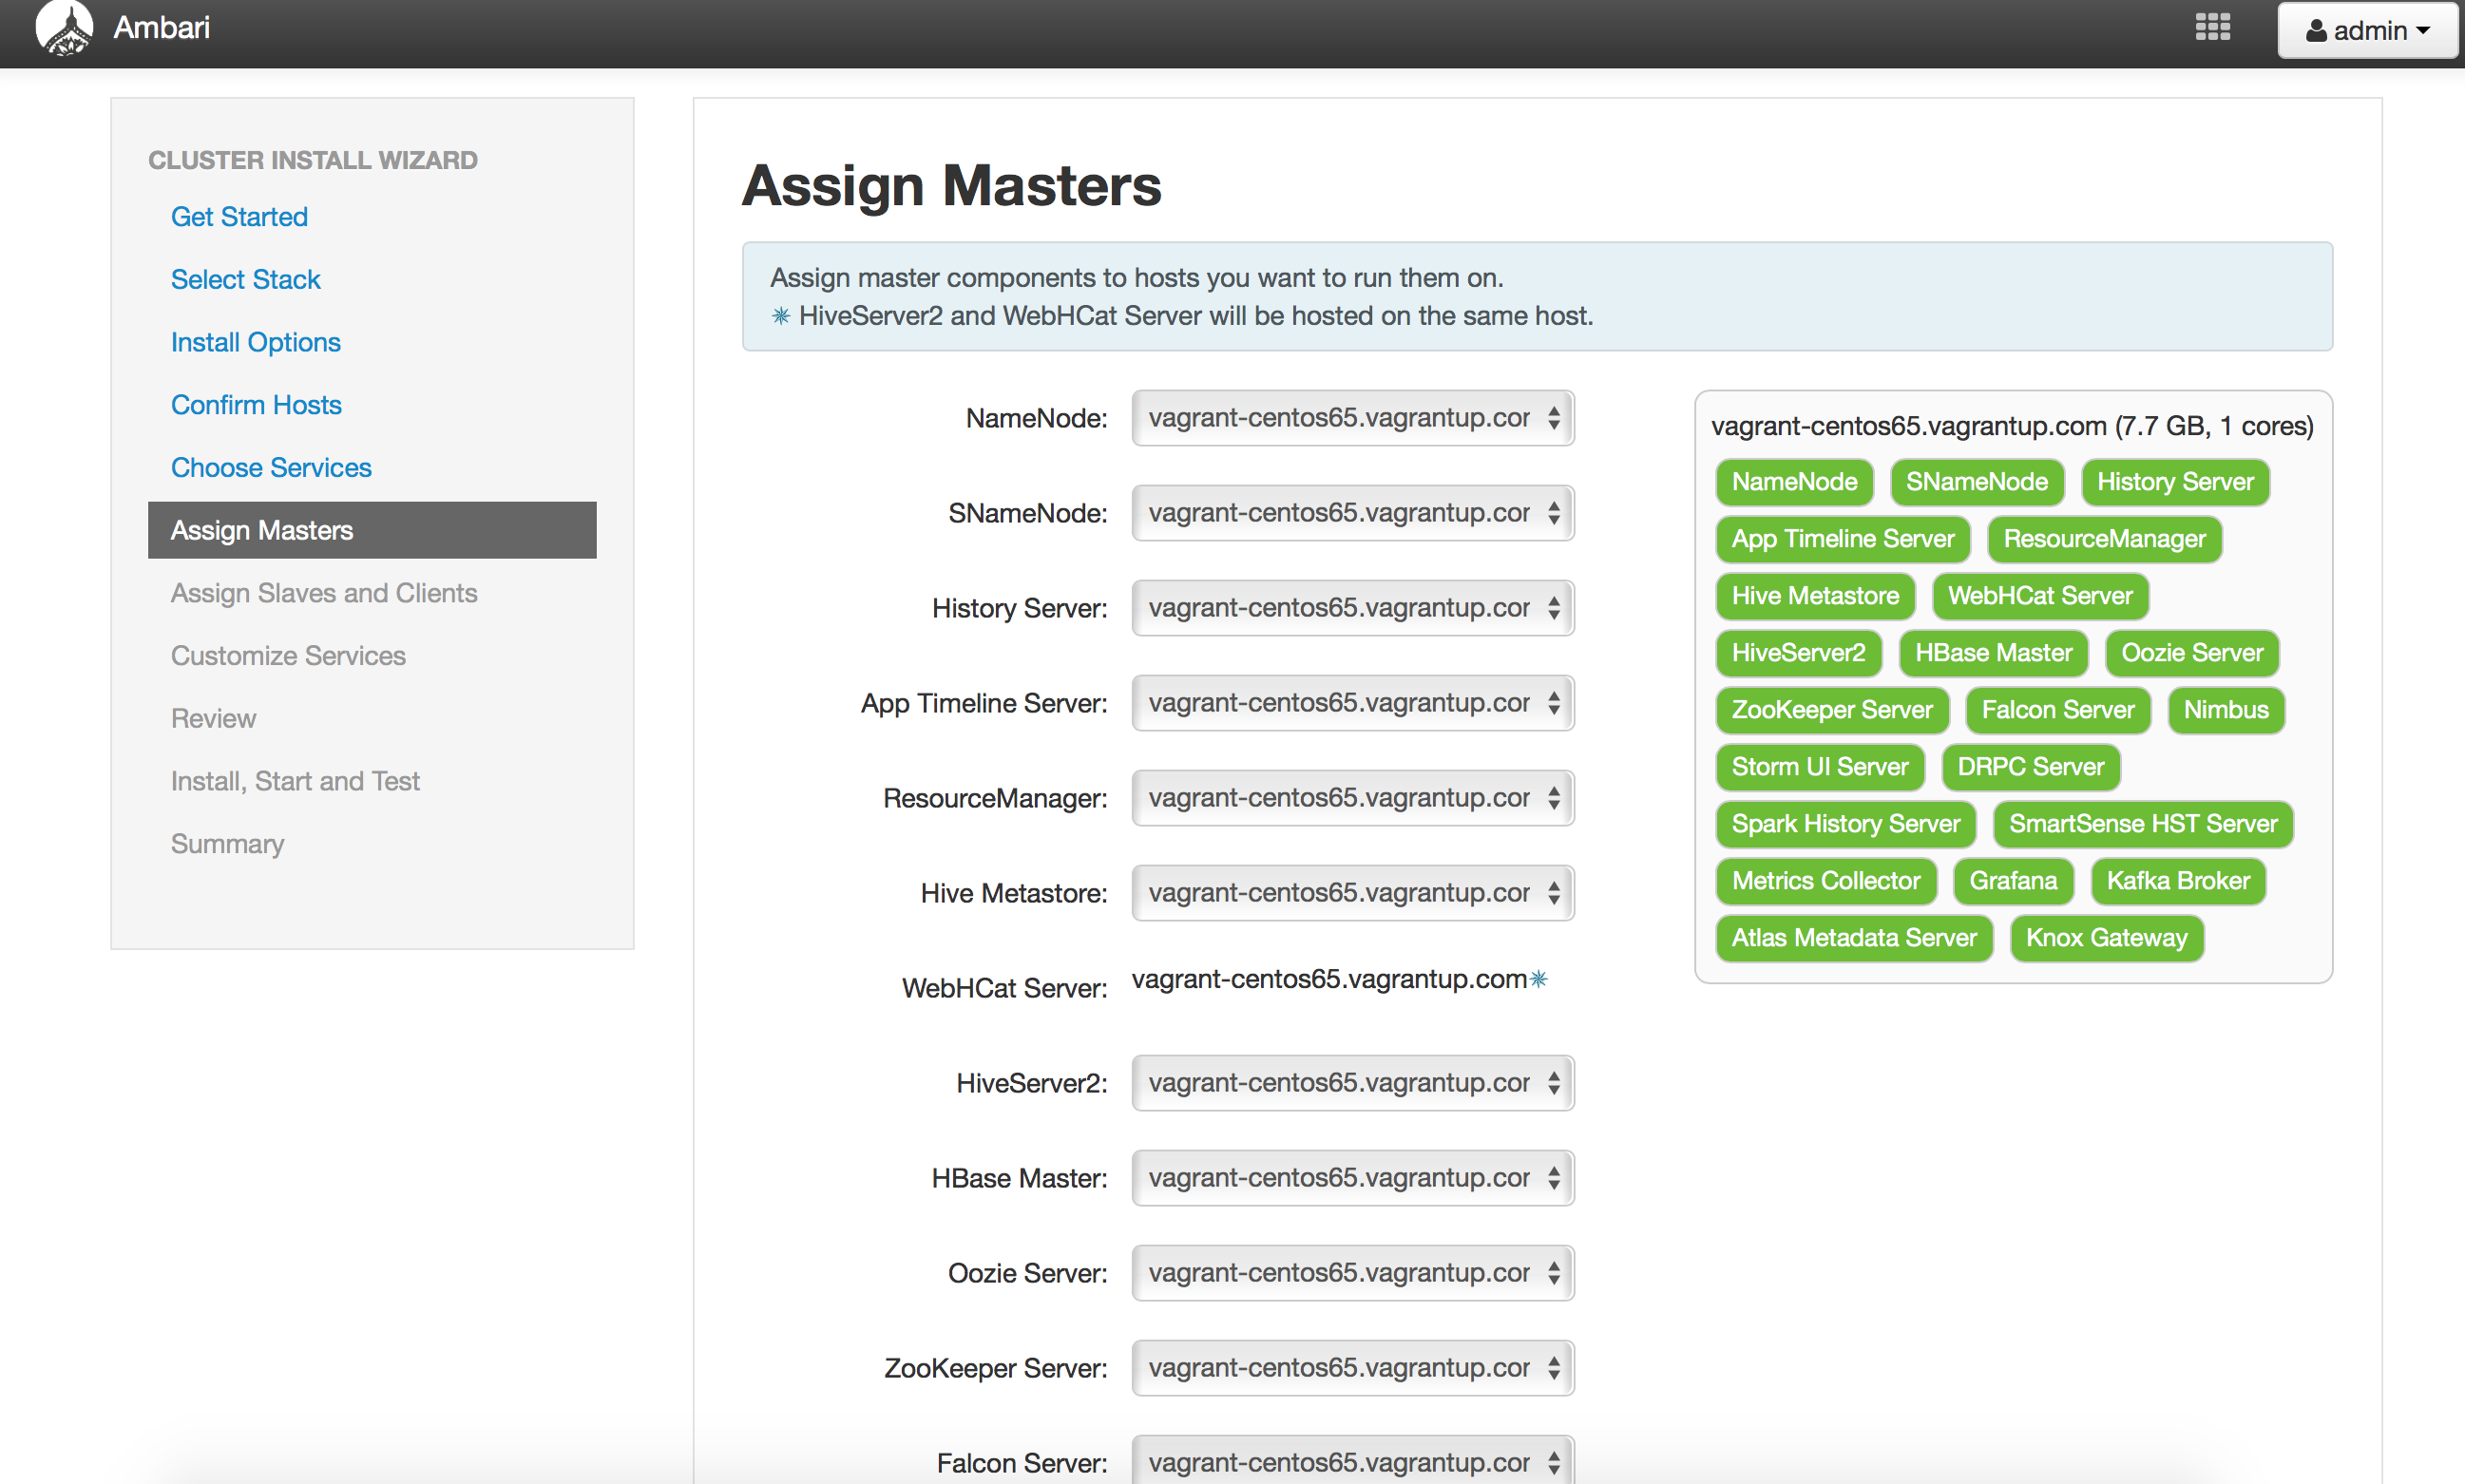 Ambari
admin
CLUSTER INSTALL WIZARD
Get Started
Select Stack
Install Options
Confirm Hosts
Choose Services
Assign Masters
Assign Slaves and Clients
Customize Services
Review
Install, Start and Test
Summary
Assign Masters
Assign master components to hosts you want to run them on.
✳ HiveServer2 and WebHCat Server will be hosted on the same host.
NameNode: vagrant-centos65.vagrantup.cor
SNameNode: vagrant-centos65.vagrantup.cor
History Server: vagrant-centos65.vagrantup.cor
App Timeline Server: vagrant-centos65.vagrantup.cor
ResourceManager: vagrant-centos65.vagrantup.cor
Hive Metastore: vagrant-centos65.vagrantup.cor
WebHCat Server: vagrant-centos65.vagrantup.com✳
HiveServer2: vagrant-centos65.vagrantup.cor
HBase Master: vagrant-centos65.vagrantup.cor
Oozie Server: vagrant-centos65.vagrantup.cor
ZooKeeper Server: vagrant-centos65.vagrantup.cor
Falcon Server: vagrant-centos65.vagrantup.cor
vagrant-centos65.vagrantup.com (7.7 GB, 1 cores)
NameNode SNameNode History Server
App Timeline Server ResourceManager
Hive Metastore WebHCat Server
HiveServer2 HBase Master Oozie Server
ZooKeeper Server Falcon Server Nimbus
Storm UI Server DRPC Server
Spark History Server SmartSense HST Server
Metrics Collector Grafana Kafka Broker
Atlas Metadata Server Knox Gateway